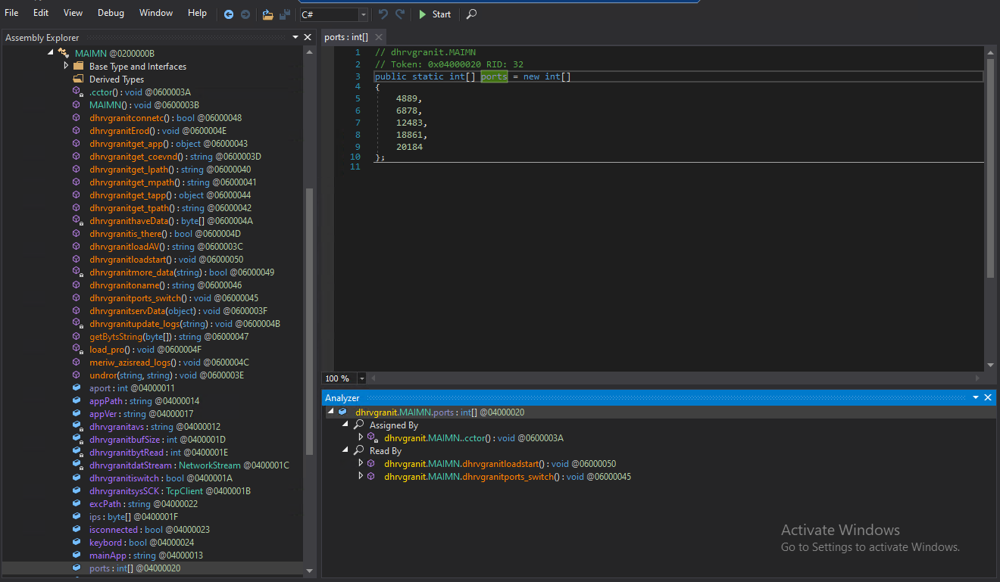 File Edit View Debug Window Help C# Start
Assembly Explorer
MAIMN @0200000B
Base Type and Interfaces
Derived Types
.cctor() : void @0600003A
MAIMN() : void @0600003B
dhrvgranitconnetc() : bool @06000048
dhrvgranitErod() : void @0600004E
dhrvgranitget_app() : object @06000043
dhrvgranitget_coevnd() : string @0600003D
dhrvgranitget_lpath() : string @06000040
dhrvgranitget_mpath() : string @06000041
dhrvgranitget_tapp() : object @06000044
dhrvgranitget_tpath() : string @06000042
dhrvgranithaveData() : byte[] @0600004A
dhrvgranitis_there() : bool @0600004D
dhrvgranitloadAV() : string @0600003C
dhrvgranitloadstart() : void @06000050
dhrvgranitmore_data(string) : bool @06000049
dhrvgranitoname() : string @06000046
dhrvgranitports_switch() : void @06000045
dhrvgranitservData(object) : void @0600003F
dhrvgranitupdate_logs(string) : void @0600004B
getBytsString(byte[]) : string @06000047
load_pro() : void @0600004F
meriw_azisread_logs() : void @0600004C
undror(string, string) : void @0600003E
aport : int @04000011
appPath : string @04000014
appVer : string @04000017
dhrvgranitavs : string @04000012
dhrvgranitbufSize : int @0400001D
dhrvgranitbytRead : int @0400001E
dhrvgranitdatStream : NetworkStream @0400001C
dhrvgranitiswitch : bool @0400001A
dhrvgranitsysSCK : TcpClient @0400001B
excPath : string @04000022
ips : byte[] @0400001F
isconnected : bool @04000023
keybord : bool @04000024
mainApp : string @04000013
ports : int[] @04000020
ports : int[]
1 // dhrvgranit.MAIMN
2 // Token: 0x04000020 RID: 32
3 public static int[] ports = new int[]
4 {
5 4889,
6 6878,
7 12483,
8 18861,
9 20184
10 };
11
100 %
Analyzer
dhrvgranit.MAIMN.ports : int[] @04000020
Assigned By
dhrvgranit.MAIMN..cctor() : void @0600003A
Read By
dhrvgranit.MAIMN.dhrvgranitloadstart() : void @06000050
dhrvgranit.MAIMN.dhrvgranitports_switch() : void @06000045
Activate Windows
Go to Settings to activate Windows.